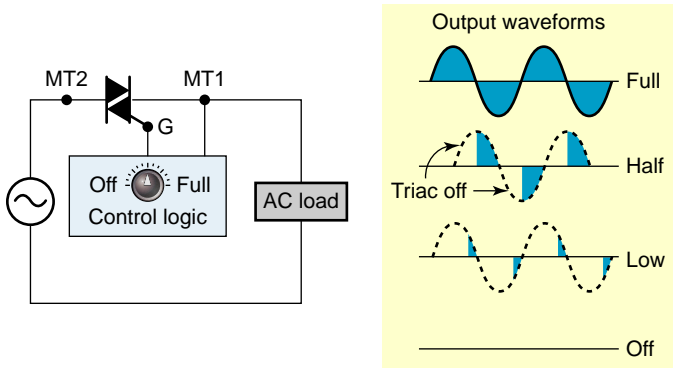 MT2
MT1
G
Off
Full
Control logic
AC load
Output waveforms
Full
Half
Triac off
Low
Off